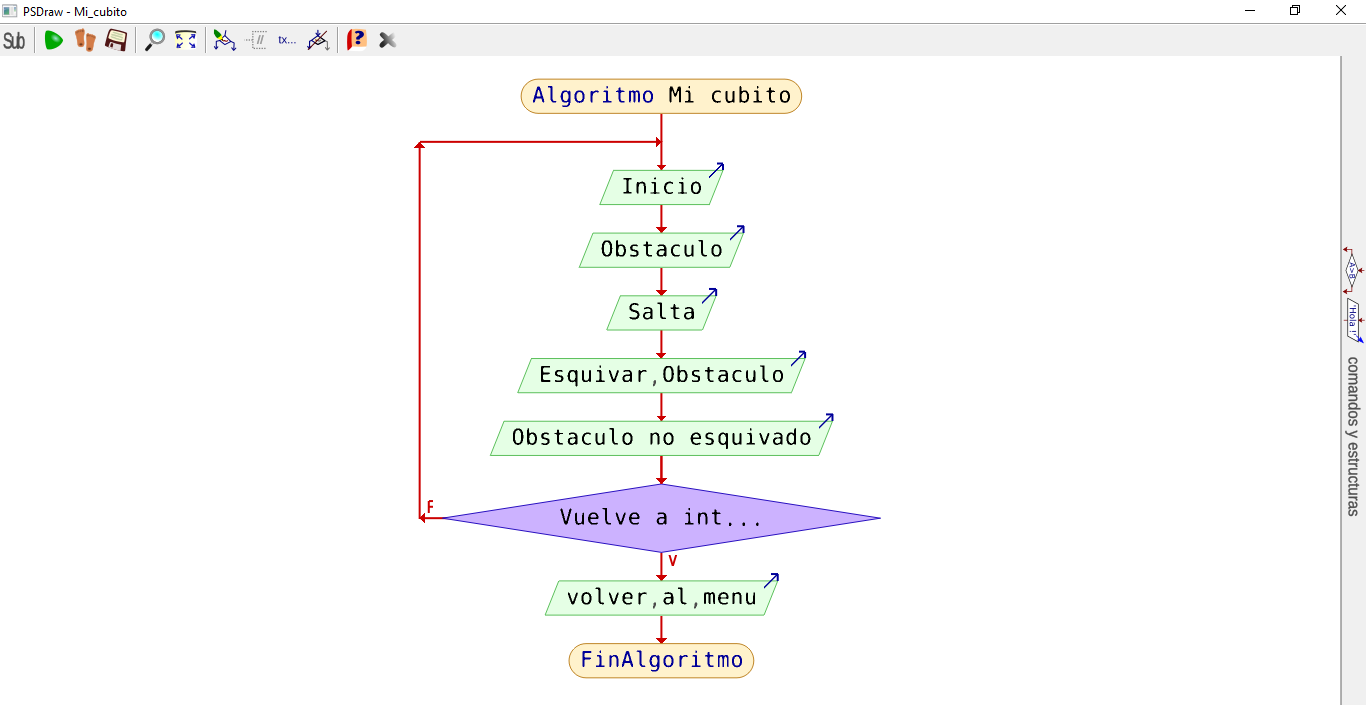 PSDraw - Mi_cubito
Sub
tx...
Algoritmo Mi cubito
Inicio
Obstaculo
Salta
Esquivar,Obstaculo
Obstaculo no esquivado
F
Vuelve a int...
V
volver,al,menu
FinAlgoritmo
A>B
'Hola !'
comandos y estructuras